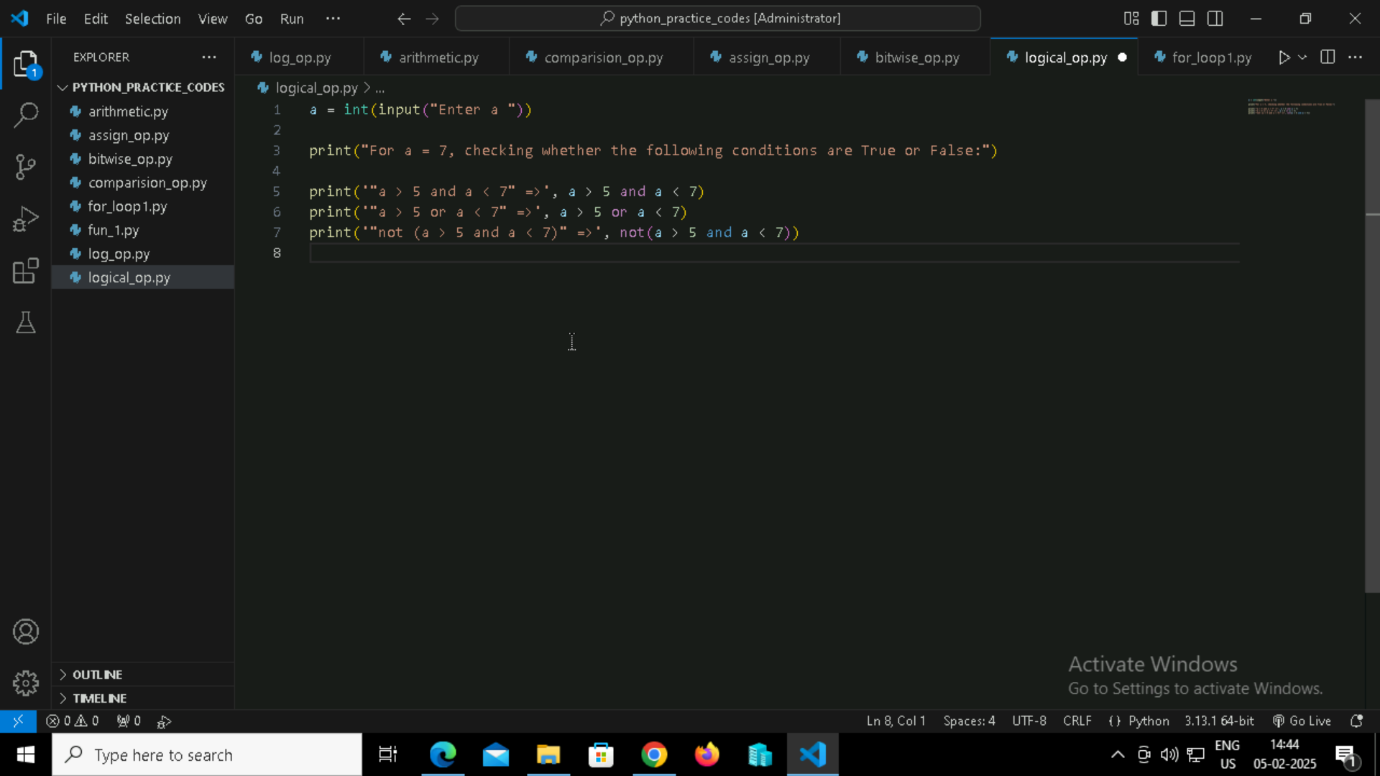 File Edit Selection View Go Run ···
python_practice_codes [Administrator]
EXPLORER ···
log_op.py arithmetic.py comparision_op.py assign_op.py bitwise_op.py logical_op.py for_loop1.py ···
1
PYTHON_PRACTICE_CODES
arithmetic.py
assign_op.py
bitwise_op.py
comparision_op.py
for_loop1.py
fun_1.py
log_op.py
logical_op.py
OUTLINE
TIMELINE
logical_op.py > ...
1 a = int(input("Enter a "))
2
3 print("For a = 7, checking whether the following conditions are True or False:")
4
5 print('"a > 5 and a < 7" =>', a > 5 and a < 7)
6 print('"a > 5 or a < 7" =>', a > 5 or a < 7)
7 print('"not (a > 5 and a < 7)" =>', not(a > 5 and a < 7))
8
Activate Windows
Go to Settings to activate Windows.
0 0 0 Ln 8, Col 1 Spaces: 4 UTF-8 CRLF {} Python 3.13.1 64-bit Go Live
Type here to search
ENG
US
14:44
05-02-2025
1